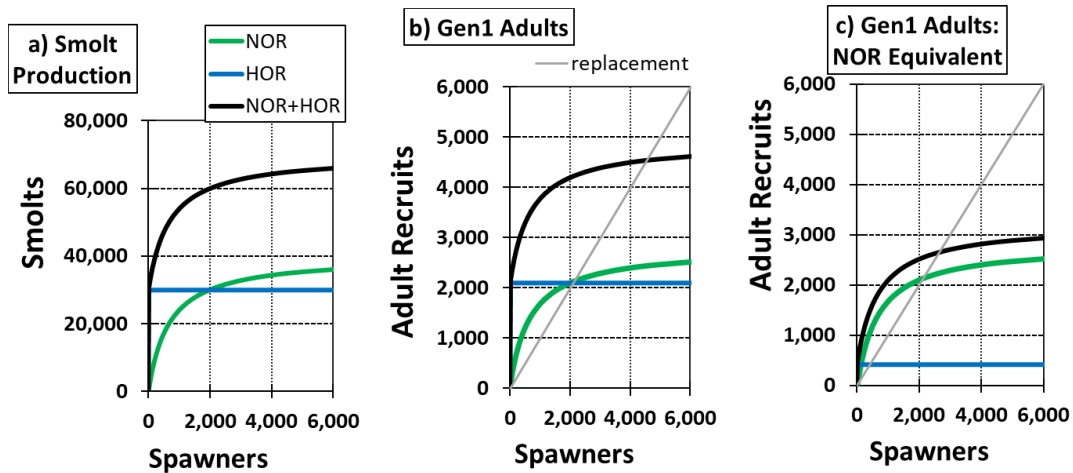 a) Smolt
Production
NOR
HOR
NOR+HOR
80,000
60,000
40,000
20,000
0
0 2,000 4,000 6,000
Smolts
Spawners
b) Gen1 Adults
replacement
6,000
5,000
4,000
3,000
2,000
1,000
0
0 2,000 4,000 6,000
Adult Recruits
Spawners
c) Gen1 Adults:
NOR Equivalent
6,000
5,000
4,000
3,000
2,000
1,000
0
0 2,000 4,000 6,000
Adult Recruits
Spawners